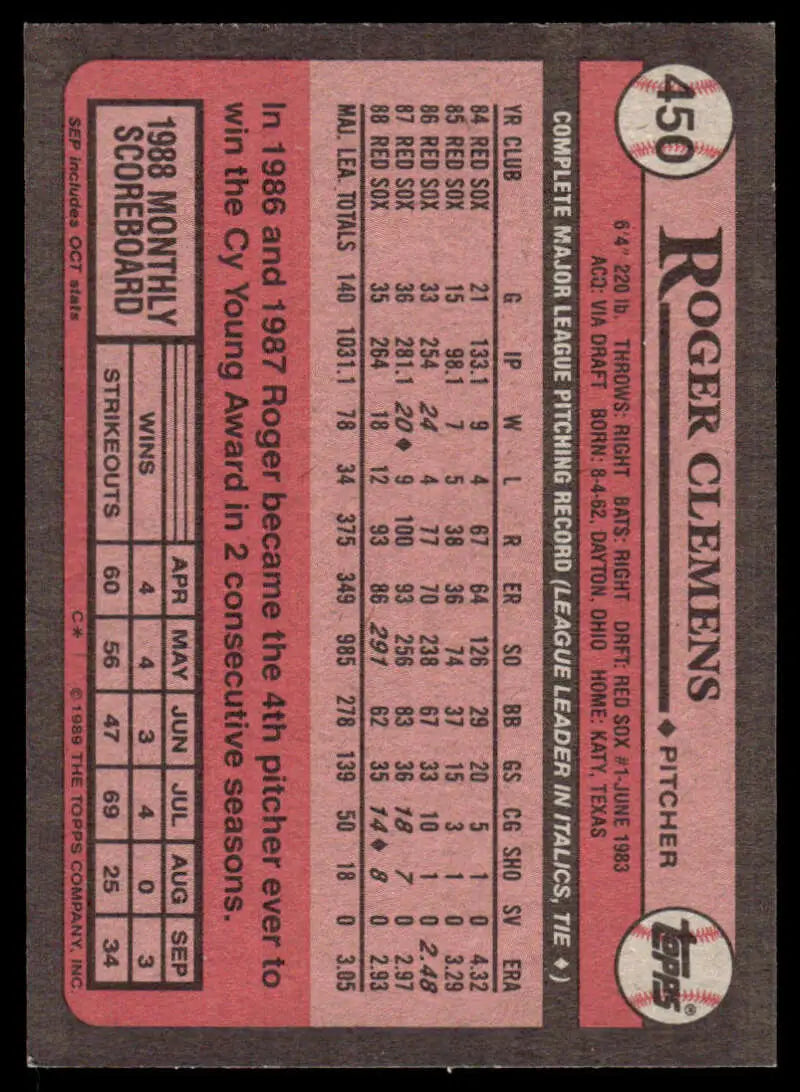 450
ROGER CLEMENS ♦ PITCHER
topps®
6'4" 220 lb. THROWS: RIGHT BATS: RIGHT DRFT: RED SOX #1-JUNE 1983
ACQ: VIA DRAFT BORN: 8-4-62, DAYTON, OHIO HOME: KATY, TEXAS
COMPLETE MAJOR LEAGUE PITCHING RECORD (LEAGUE LEADER IN ITALICS, TIE ♦)
YR CLUB G IP W L R ER SO BB GS CG SHO SV ERA
84 RED SOX 21 133.1 9 4 67 64 126 29 20 5 1 0 4.32
85 RED SOX 15 98.1 7 5 38 36 74 37 15 3 1 0 3.29
86 RED SOX 33 254 24 4 77 70 238 67 33 10 1 0 2.48
87 RED SOX 36 281.1 20♦ 9 100 93 256 83 36 18 7 0 2.97
88 RED SOX 35 264 18 12 93 86 291 62 35 14♦ 8 0 2.93
MAJ. LEA. TOTALS 140 1031.1 78 34 375 349 985 278 139 50 18 0 3.05
In 1986 and 1987 Roger became the 4th pitcher ever to
win the Cy Young Award in 2 consecutive seasons.
1988 MONTHLY
SCOREBOARD
APR MAY JUN JUL AUG SEP
WINS 4 4 3 4 0 3
STRIKEOUTS 60 56 47 69 25 34
SEP includes OCT stats C* ©1989 THE TOPPS COMPANY, INC.